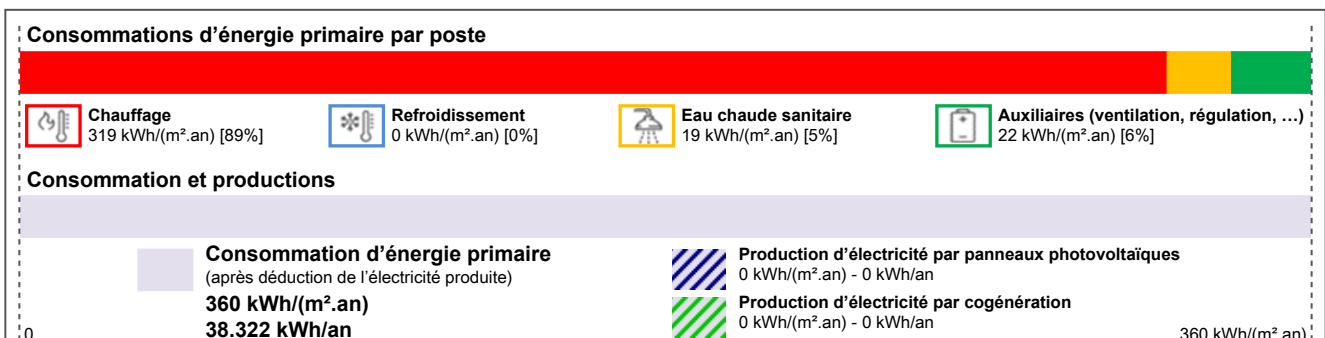 Consommations d'énergie primaire par poste
Chauffage
319 kWh/(m².an) [89%]
Refroidissement
0 kWh/(m².an) [0%]
Eau chaude sanitaire
19 kWh/(m².an) [5%]
Auxiliaires (ventilation, régulation, …)
22 kWh/(m².an) [6%]
Consommation et productions
Consommation d'énergie primaire
(après déduction de l'électricité produite)
360 kWh/(m².an)
38.322 kWh/an
Production d'électricité par panneaux photovoltaïques
0 kWh/(m².an) - 0 kWh/an
Production d'électricité par cogénération
0 kWh/(m².an) - 0 kWh/an
0
360 kWh/(m².an)